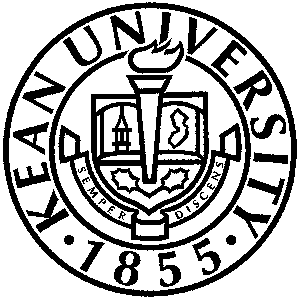 KEAN UNIVERSITY
SEMPER DISCENS
· 1855 ·